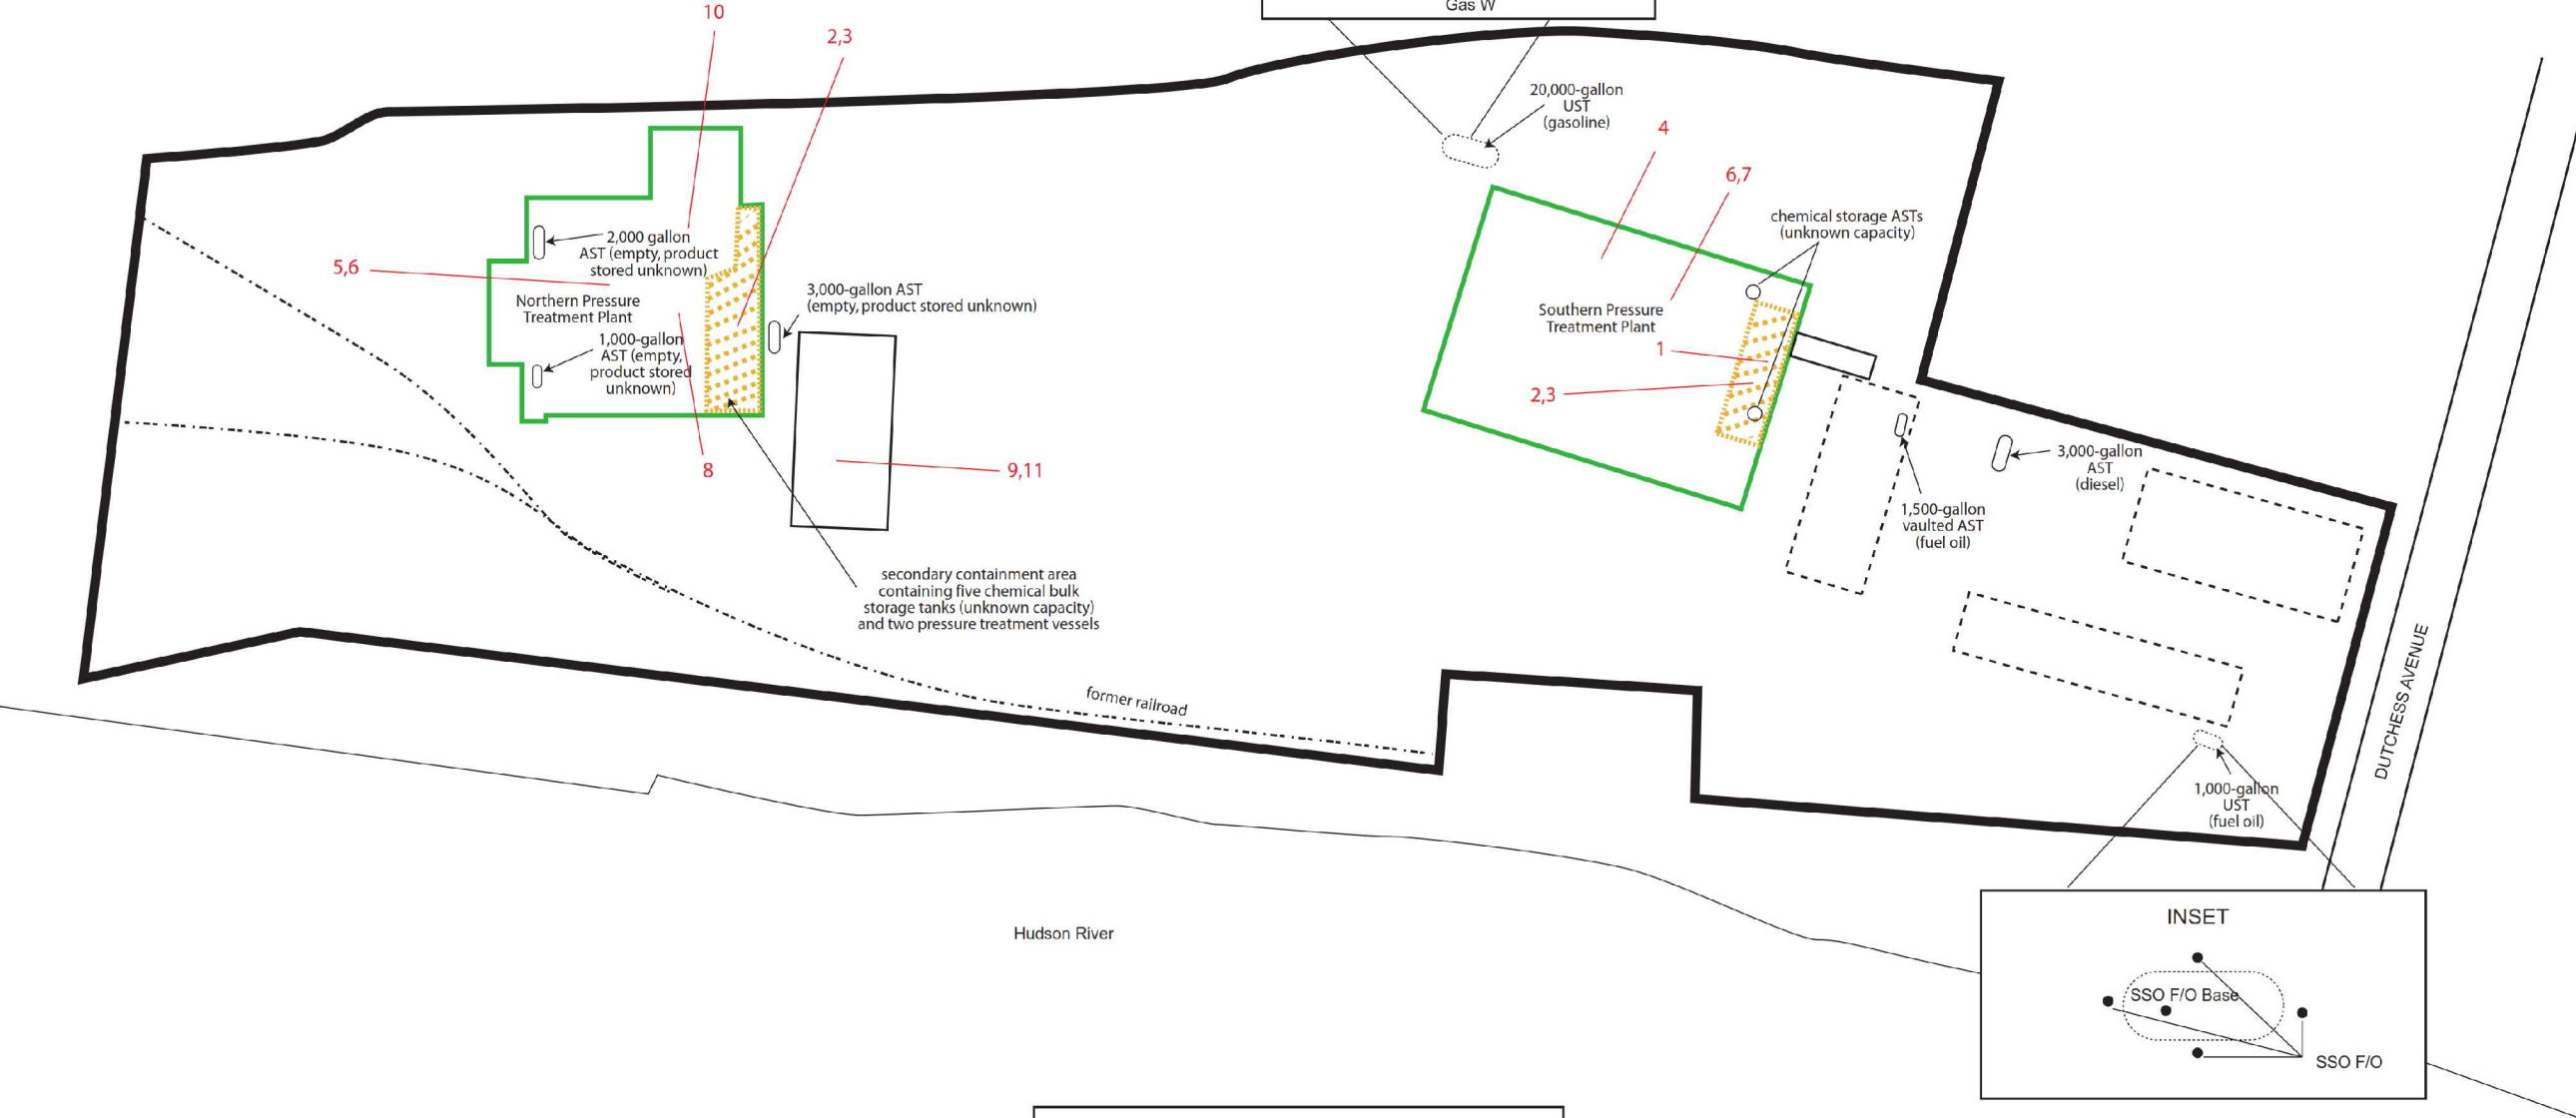 Gas W
10
2,3
20,000-gallon
UST
(gasoline)
4
6,7
chemical storage ASTs
(unknown capacity)
2,000 gallon
AST (empty, product
stored unknown)
5,6
3,000-gallon AST
(empty, product stored unknown)
Northern Pressure
Treatment Plant
Southern Pressure
Treatment Plant
1,000-gallon
AST (empty,
product stored
unknown)
1
2,3
8
9,11
3,000-gallon
AST
(diesel)
1,500-gallon
vaulted AST
(fuel oil)
secondary containment area
containing five chemical bulk
storage tanks (unknown capacity)
and two pressure treatment vessels
former railroad
DUTCHESS AVENUE
1,000-gallon
UST
(fuel oil)
Hudson River
INSET
SSO F/O Base
SSO F/O